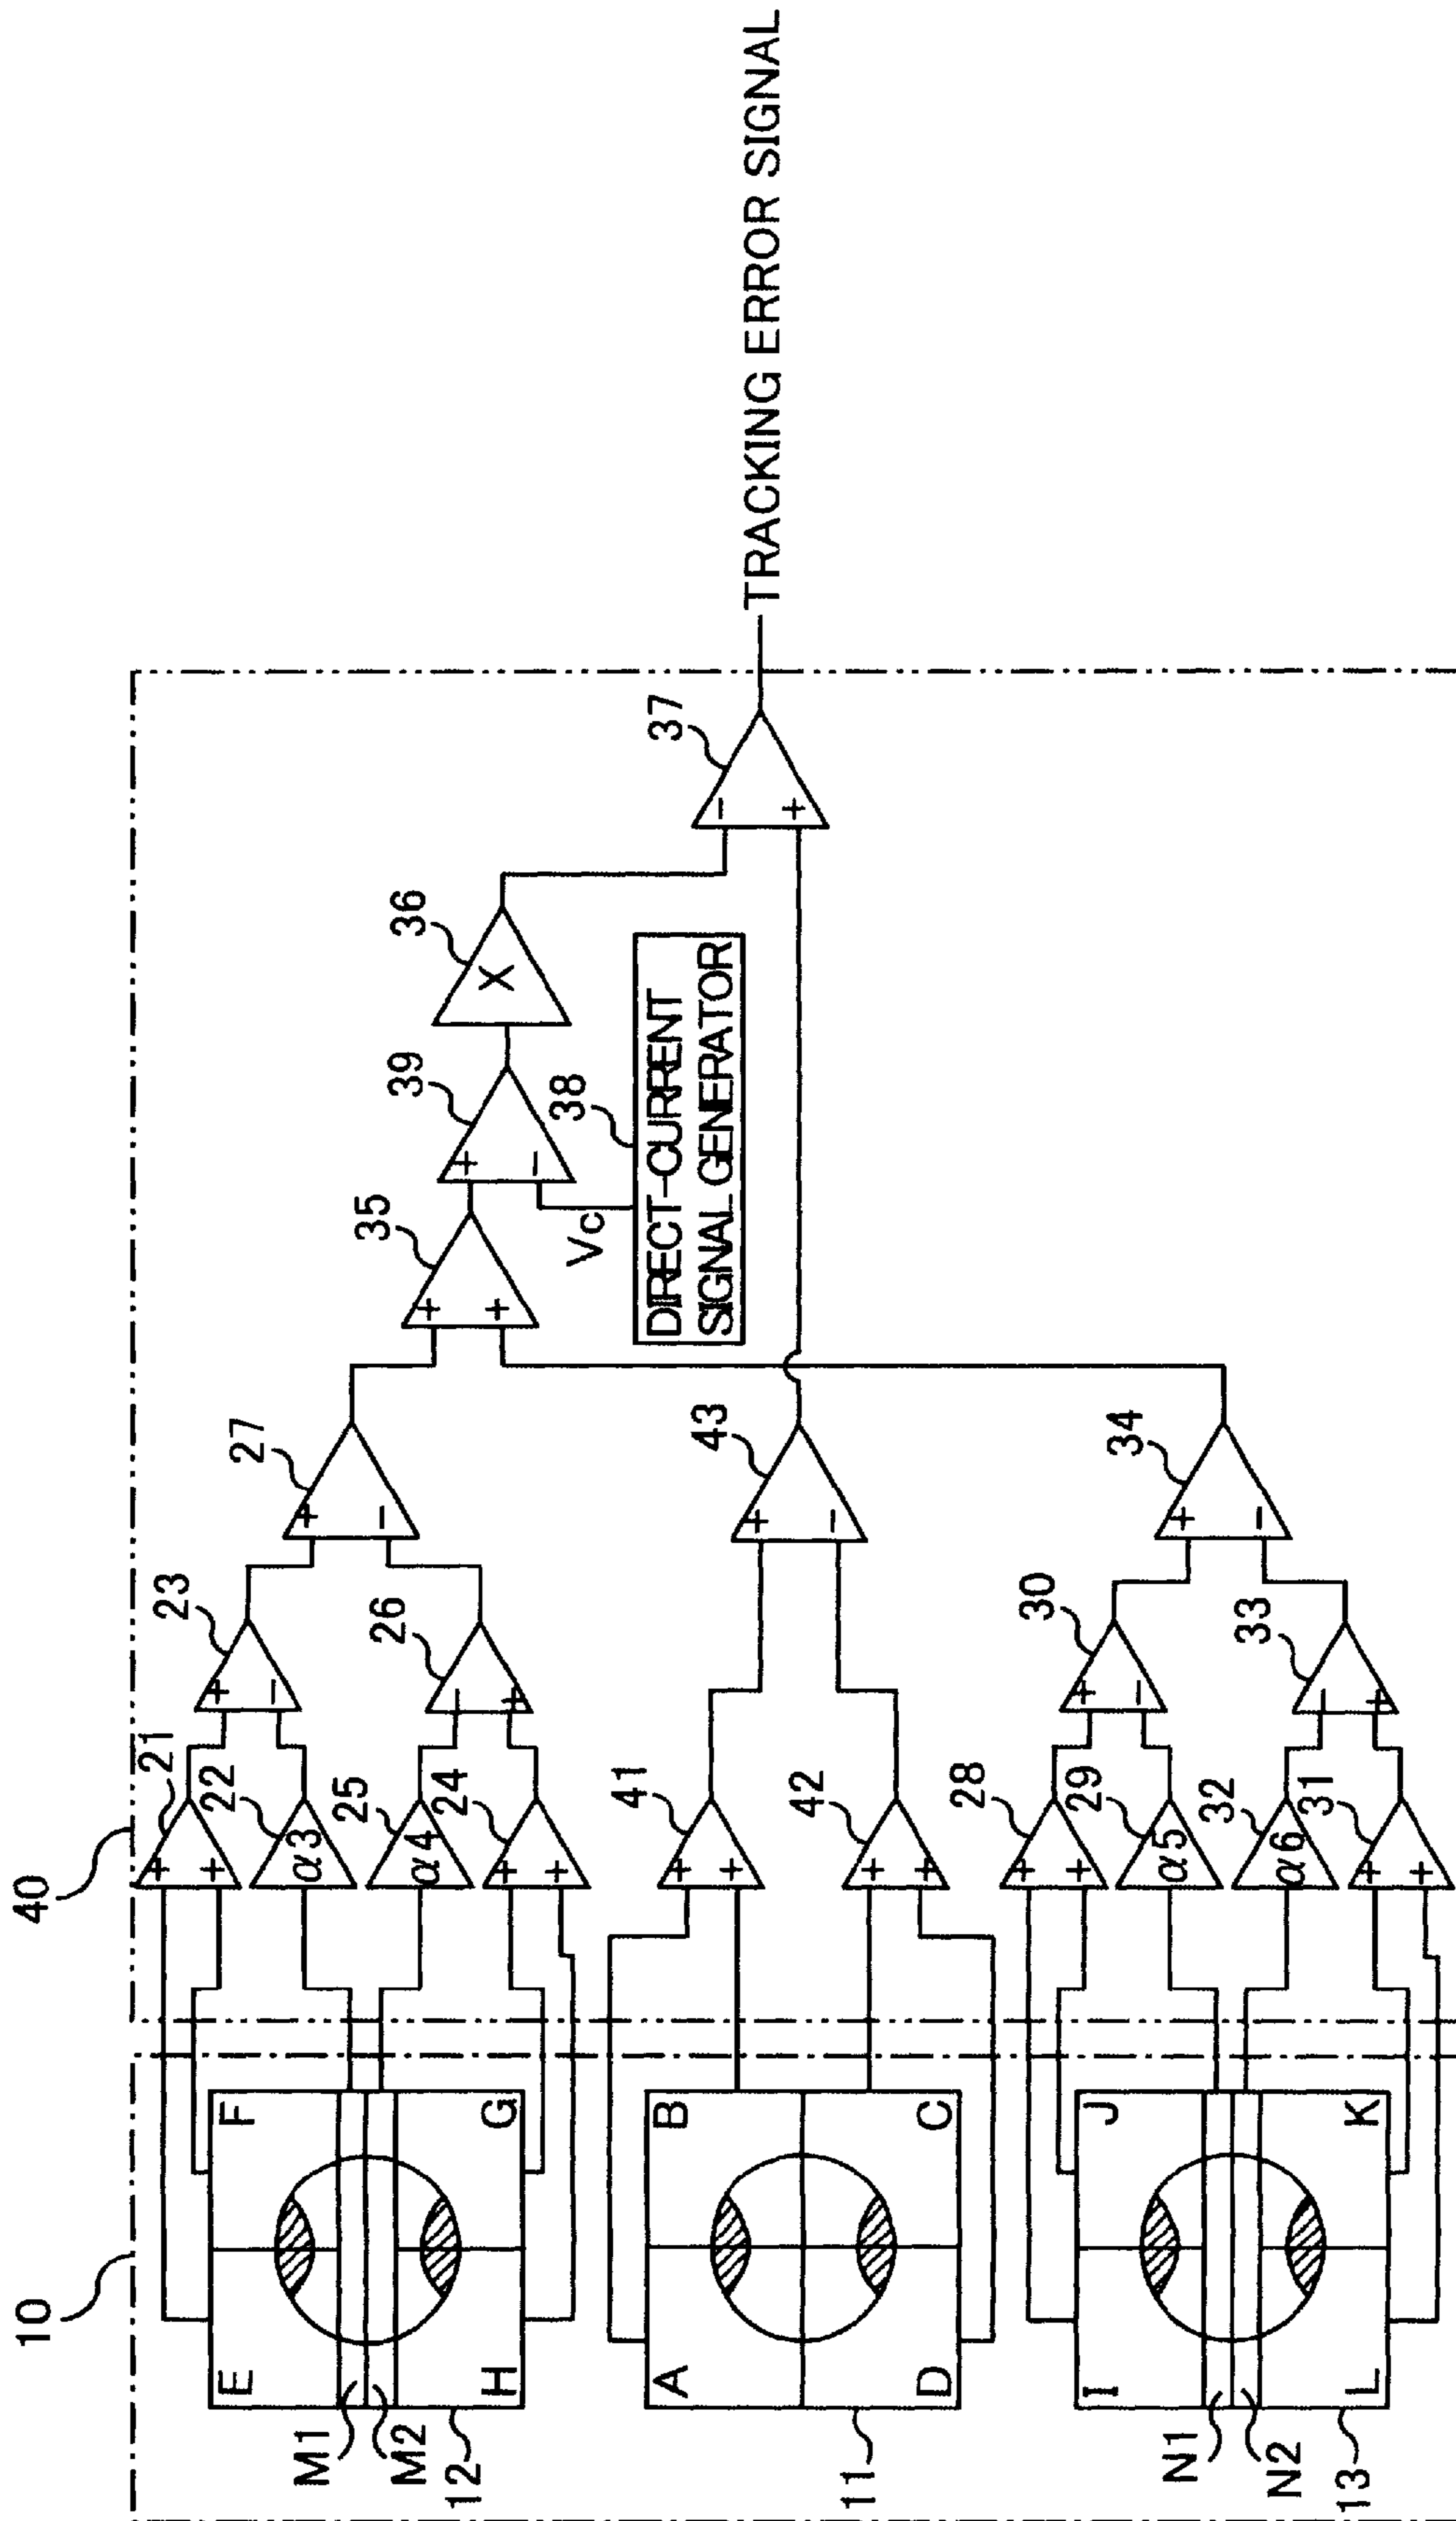 10
40
E
F
M1
M2
H
G
12
21
22
α3
25
α4
24
+
+
+
+
23
+
−
26
−
+
27
+
−
A
B
D
C
11
41
+
+
42
+
+
43
+
−
I
J
N1
N2
L
K
13
28
+
+
29
α5
32
α6
31
+
+
30
+
−
33
−
+
34
+
−
35
+
+
39
+
−
Vc
38
DIRECT-CURRENT
SIGNAL GENERATOR
36
X
37
−
+
TRACKING ERROR SIGNAL